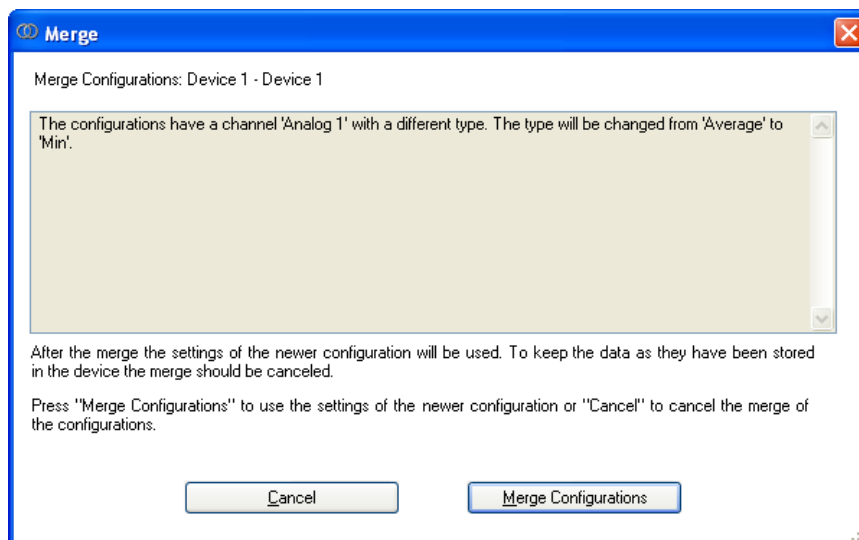 Merge
Merge Configurations: Device 1 - Device 1
The configurations have a channel 'Analog 1' with a different type. The type will be changed from 'Average' to
'Min'.
After the merge the settings of the newer configuration will be used. To keep the data as they have been stored
in the device the merge should be canceled.
Press "Merge Configurations" to use the settings of the newer configuration or "Cancel" to cancel the merge of
the configurations.
Cancel
Merge Configurations